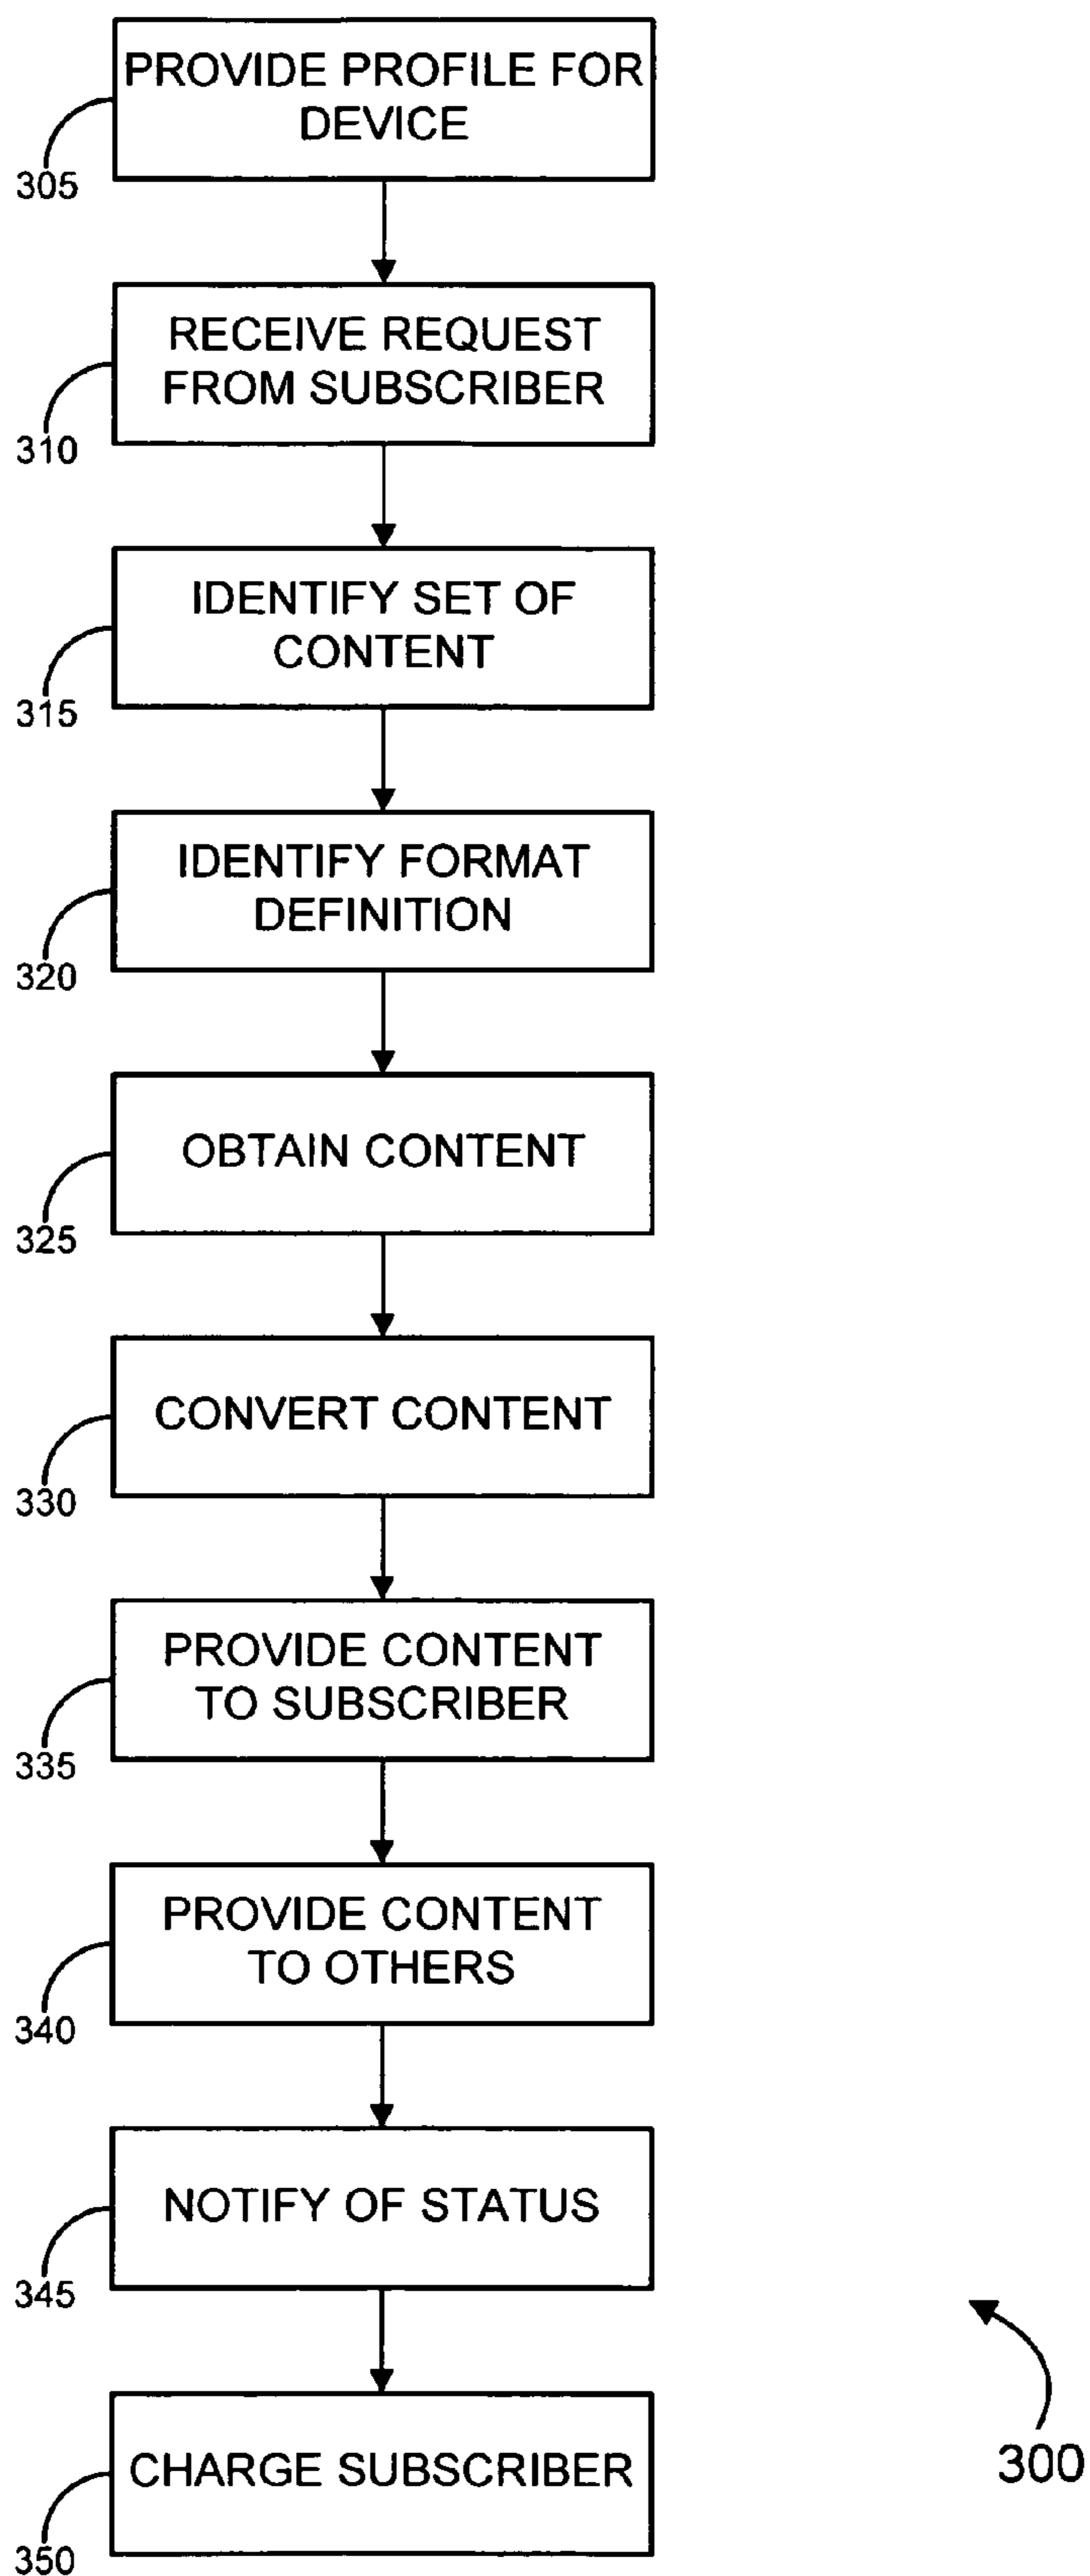 PROVIDE PROFILE FOR
DEVICE
305
RECEIVE REQUEST
FROM SUBSCRIBER
310
IDENTIFY SET OF
CONTENT
315
IDENTIFY FORMAT
DEFINITION
320
OBTAIN CONTENT
325
CONVERT CONTENT
330
PROVIDE CONTENT
TO SUBSCRIBER
335
PROVIDE CONTENT
TO OTHERS
340
NOTIFY OF STATUS
345
CHARGE SUBSCRIBER
350
300